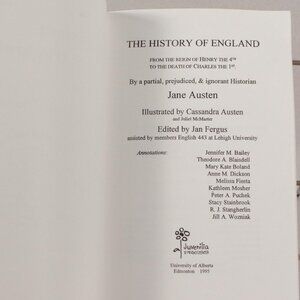 THE HISTORY OF ENGLAND
FROM THE REIGN OF HENRY THE 4TH
TO THE DEATH OF CHARLES THE 1ST.
By a partial, prejudiced, & ignorant Historian
Jane Austen
Illustrated by Cassandra Austen
and Juliet McMaster
Edited by Jan Fergus
assisted by members English 443 at Lehigh University
Annotations:
Jennifer M. Bailey
Theodore A. Blaisdell
Mary Kate Boland
Anne M. Dickson
Melissa Fiesta
Kathleen Mosher
Peter A. Puchek
Stacy Stainbrook
R. J. Stangherlin
Jill A. Wozniak
Juvenilia
PRESS
University of Alberta
Edmonton 1995